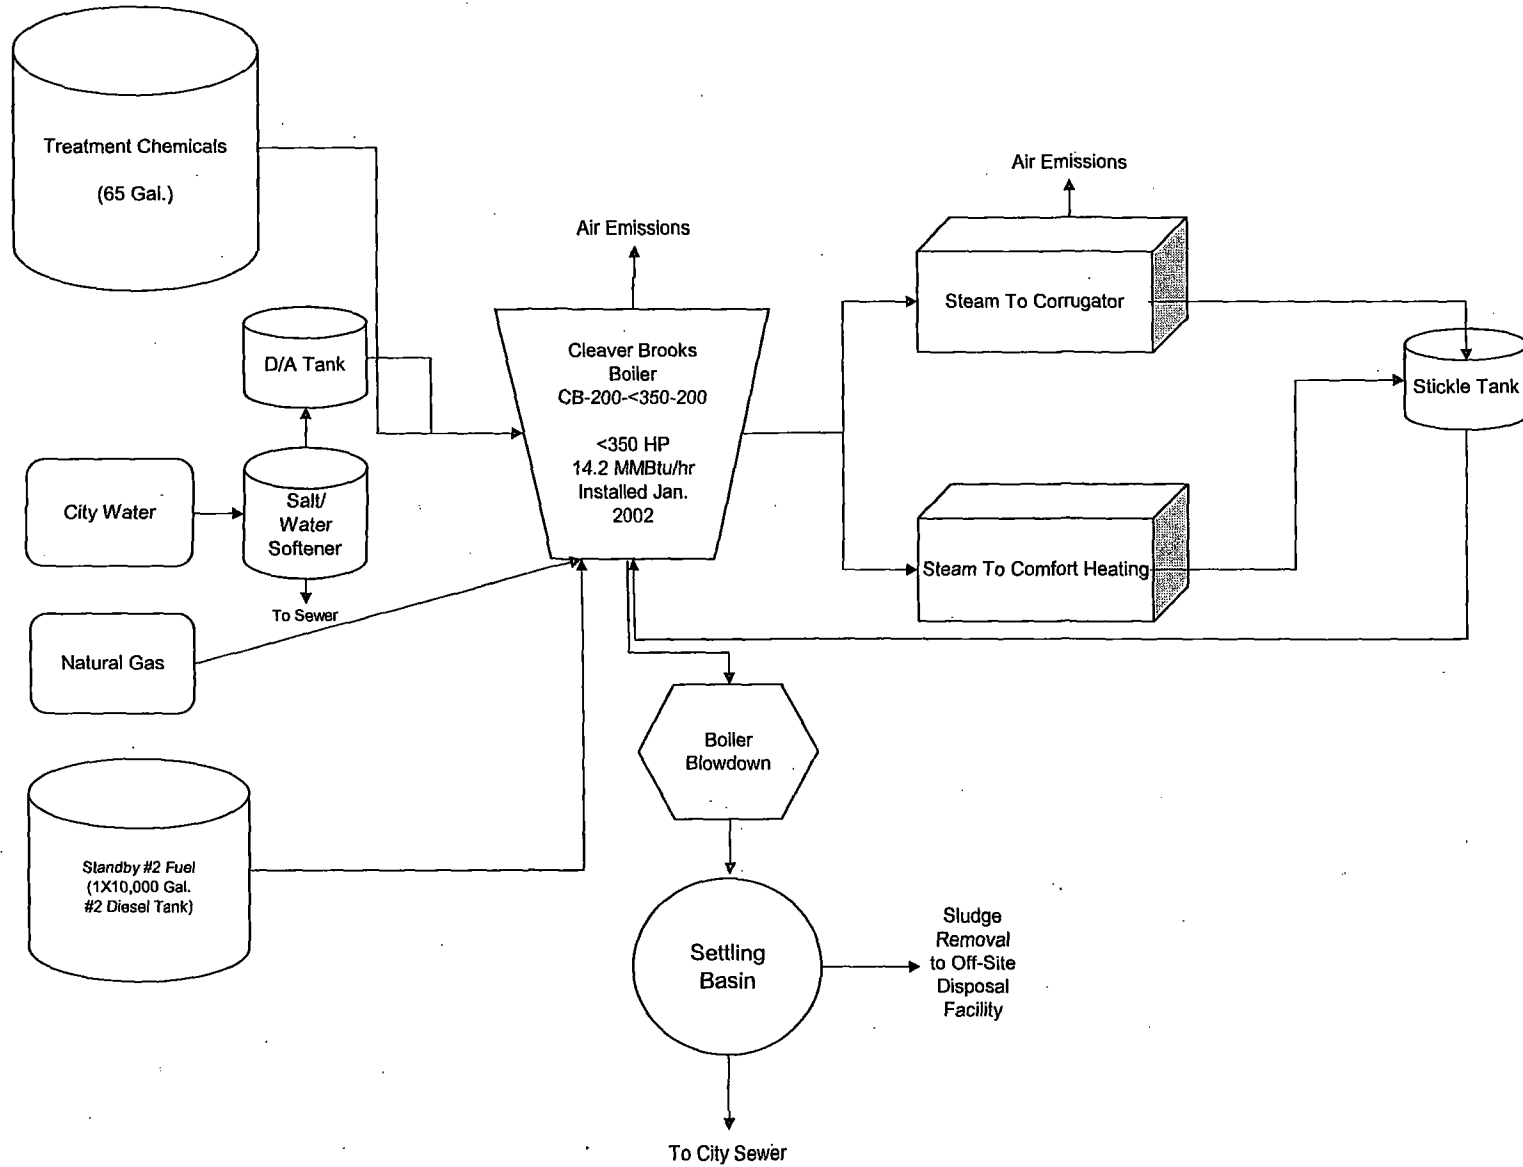 Treatment Chemicals
(65 Gal.)
Air Emissions
Air Emissions
Steam To Corrugator
D/A Tank
Cleaver Brooks
Boiler
CB-200-<350-200
<350 HP
14.2 MMBtu/hr
Installed Jan.
2002
Stickle Tank
City Water
Salt/
Water
Softener
To Sewer
Steam To Comfort Heating
Natural Gas
Boiler
Blowdown
Standby #2 Fuel
(1X10,000 Gal.
#2 Diesel Tank)
Settling
Basin
Sludge
Removal
to Off-Site
Disposal
Facility
To City Sewer